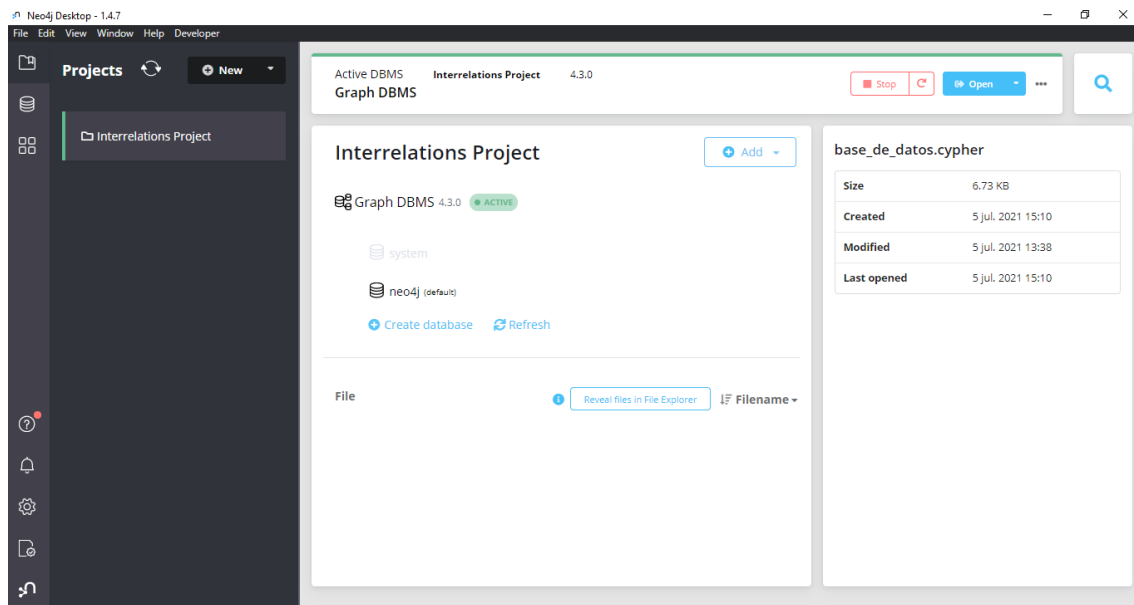 Neo4j Desktop - 1.4.7
File Edit View Window Help Developer
Projects New
Interrelations Project
Active DBMS Interrelations Project 4.3.0
Graph DBMS
Stop Open
Interrelations Project
Add
Graph DBMS 4.3.0 ACTIVE
system
neo4j (default)
Create database Refresh
File Reveal files in File Explorer Filename
base_de_datos.cypher
Size 6.73 KB
Created 5 jul. 2021 15:10
Modified 5 jul. 2021 13:38
Last opened 5 jul. 2021 15:10